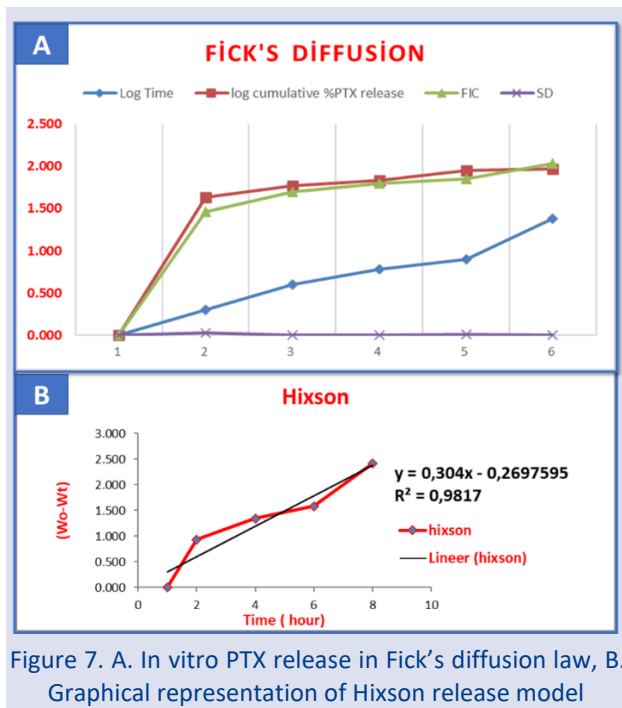 A
FİCK'S DİFFUSİON
Log Time log cumulative %PTX release FIC SD
2.500
2.000
1.500
1.000
0.500
0.000
1 2 3 4 5 6
B
Hixson
3.000
2.500
2.000
1.500
1.000
0.500
0.000
(Wo-Wt)
y = 0,304x - 0,2697595
R² = 0,9817
hixson
Lineer (hixson)
0 2 4 6 8 10
Time ( hour)
Figure 7. A. In vitro PTX release in Fick's diffusion law, B.
Graphical representation of Hixson release model